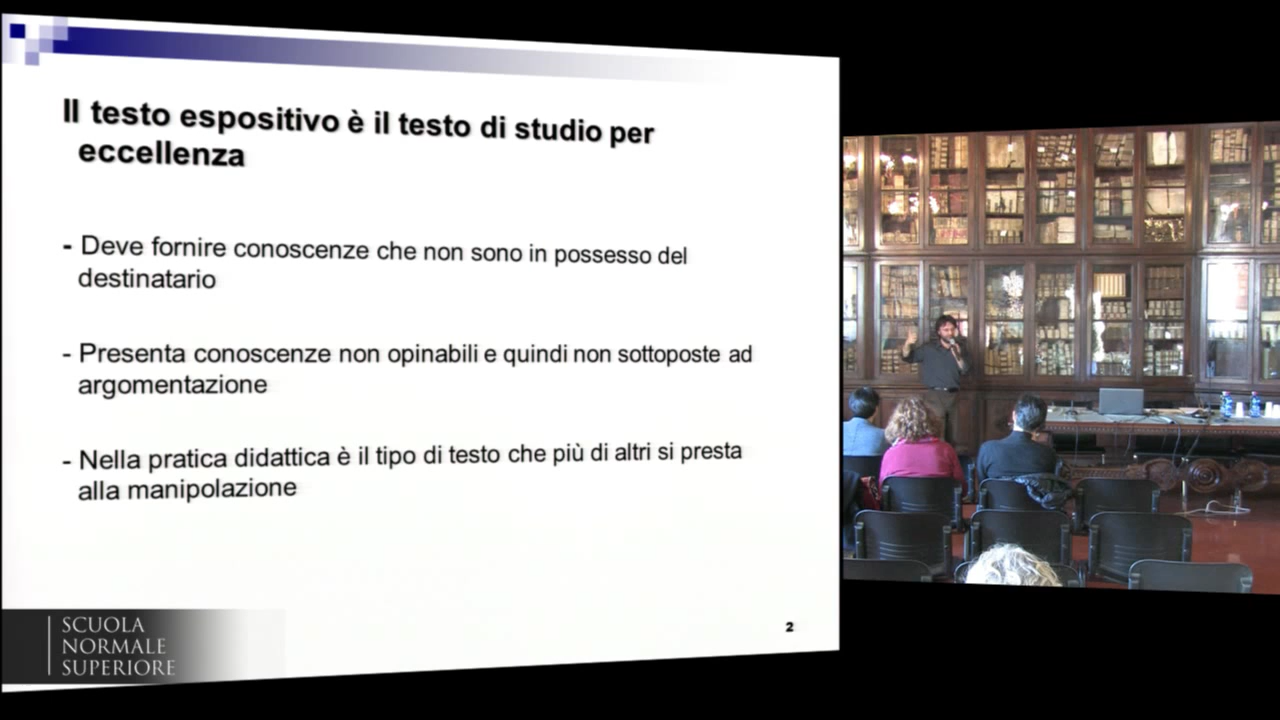 Il testo espositivo è il testo di studio per
eccellenza
- Deve fornire conoscenze che non sono in possesso del
destinatario
- Presenta conoscenze non opinabili e quindi non sottoposte ad
argomentazione
- Nella pratica didattica è il tipo di testo che più di altri si presta
alla manipolazione
2
SCUOLA
NORMALE
SUPERIORE